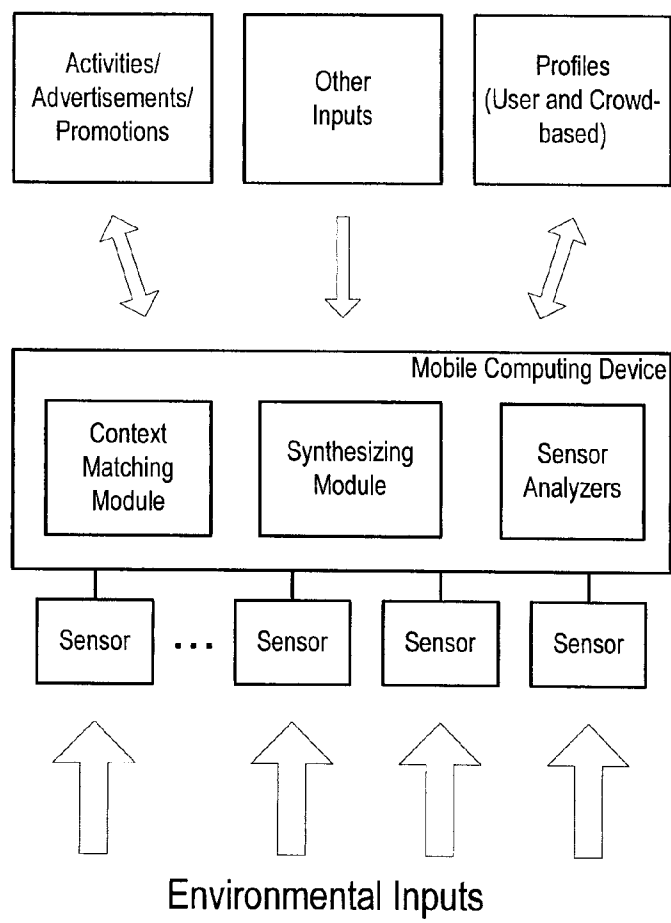 Activities/
Advertisements/
Promotions
Other
Inputs
Profiles
(User and Crowd-
based)
Mobile Computing Device
Context
Matching
Module
Synthesizing
Module
Sensor
Analyzers
Sensor
...
Sensor
Sensor
Sensor
Environmental Inputs